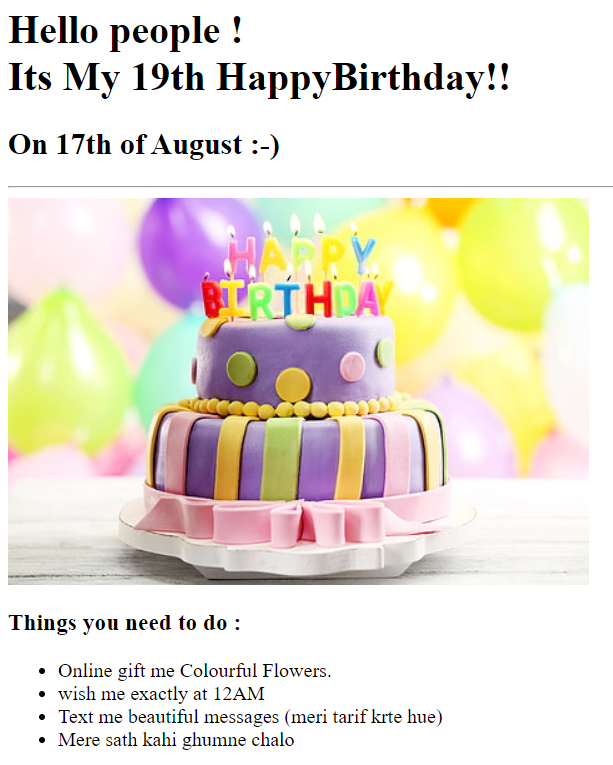 Hello people !
Its My 19th HappyBirthday!!
On 17th of August :-)
HAPPY
BIRTHDAY
Things you need to do :
Online gift me Colourful Flowers.
wish me exactly at 12AM
Text me beautiful messages (meri tarif krte hue)
Mere sath kahi ghumne chalo